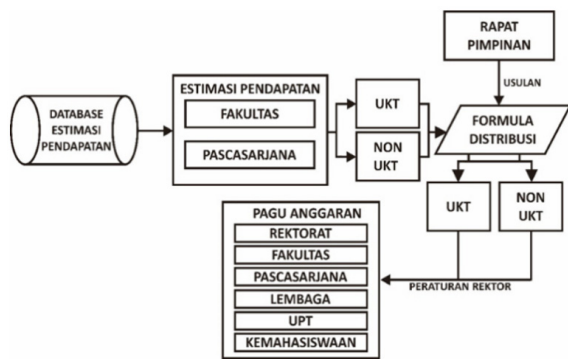 RAPAT
PIMPINAN
USULAN
DATABASE
ESTIMASI
PENDAPATAN
ESTIMASI PENDAPATAN
FAKULTAS
PASCASARJANA
UKT
NON
UKT
FORMULA
DISTRIBUSI
UKT
NON
UKT
PERATURAN REKTOR
PAGU ANGGARAN
REKTORAT
FAKULTAS
PASCASARJANA
LEMBAGA
UPT
KEMAHASISWAAN